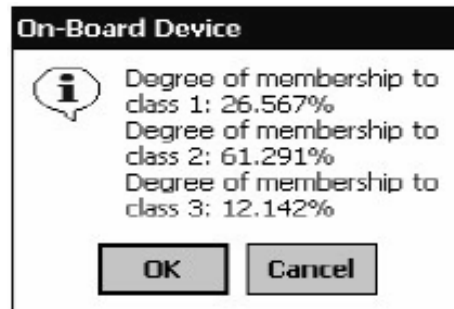 On-Board Device
Degree of membership to
class 1: 26.567%
Degree of membership to
class 2: 61.291%
Degree of membership to
class 3: 12.142%
OK Cancel